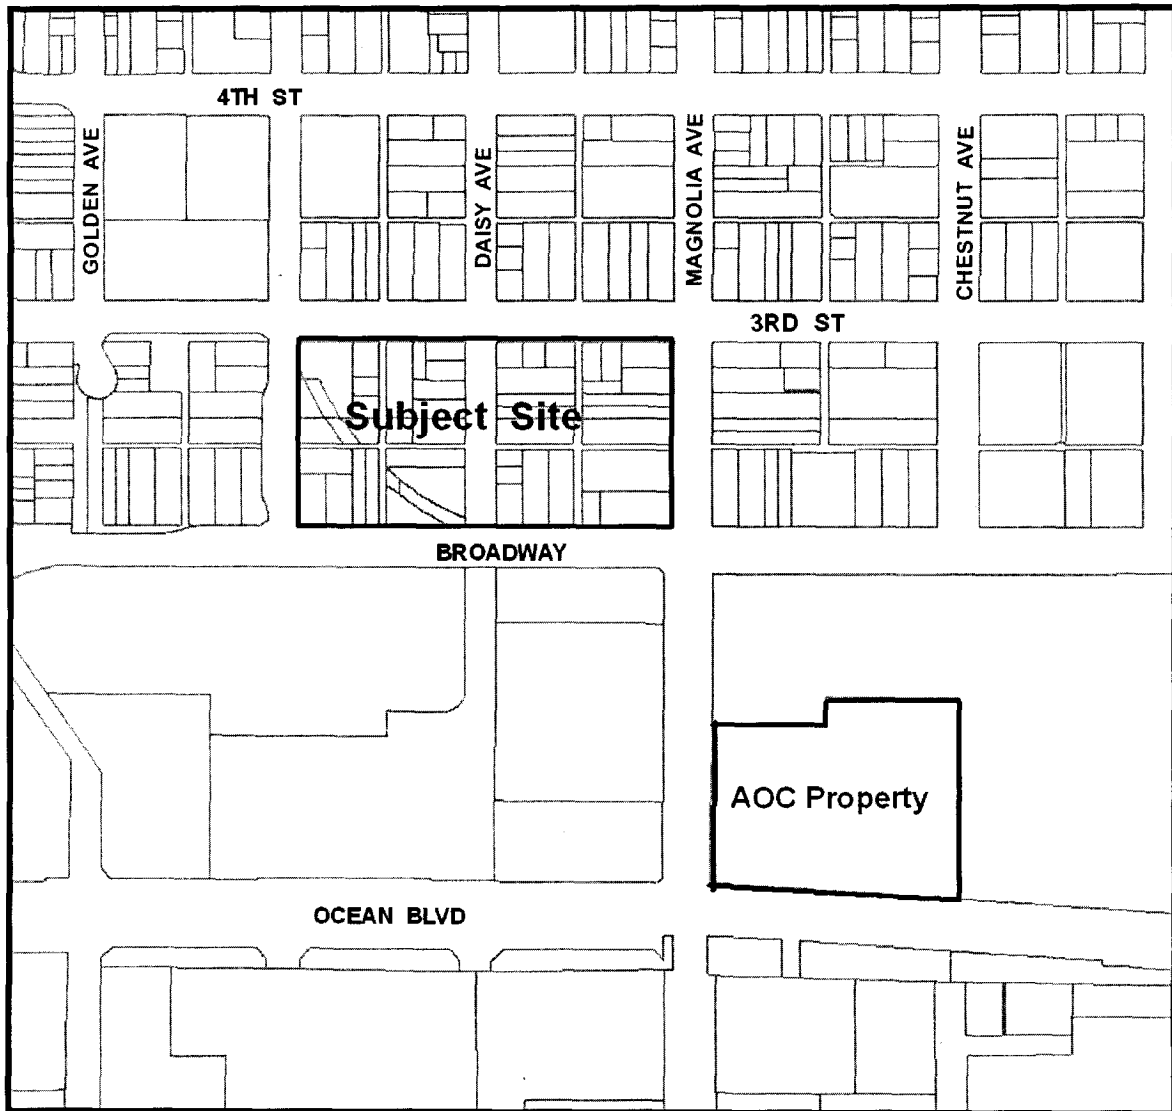 4TH ST
GOLDEN AVE
DAISY AVE
MAGNOLIA AVE
CHESTNUT AVE
3RD ST
Subject Site
BROADWAY
AOC Property
OCEAN BLVD